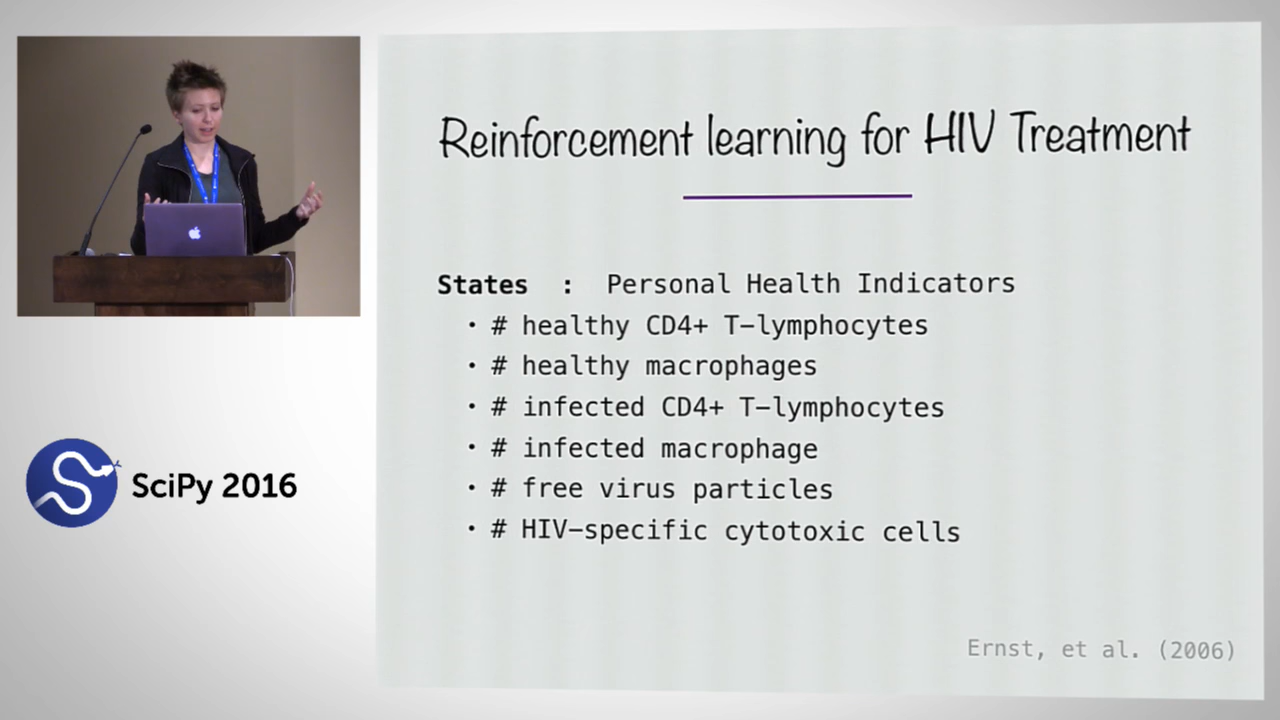 Reinforcement learning for HIV Treatment
States : Personal Health Indicators
• # healthy CD4+ T-lymphocytes
• # healthy macrophages
• # infected CD4+ T-lymphocytes
• # infected macrophage
• # free virus particles
• # HIV-specific cytotoxic cells
Ernst, et al. (2006)
SciPy 2016